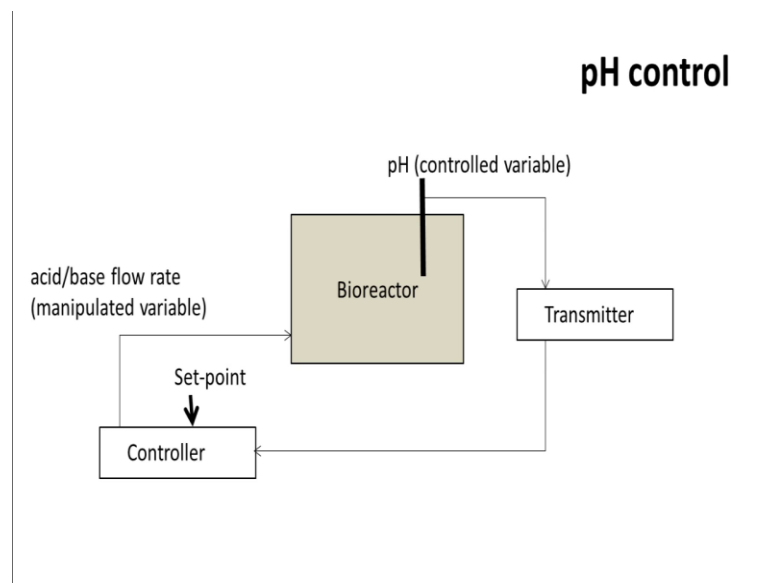 pH control
pH (controlled variable)
acid/base flow rate
(manipulated variable)
Bioreactor
Transmitter
Set-point
Controller